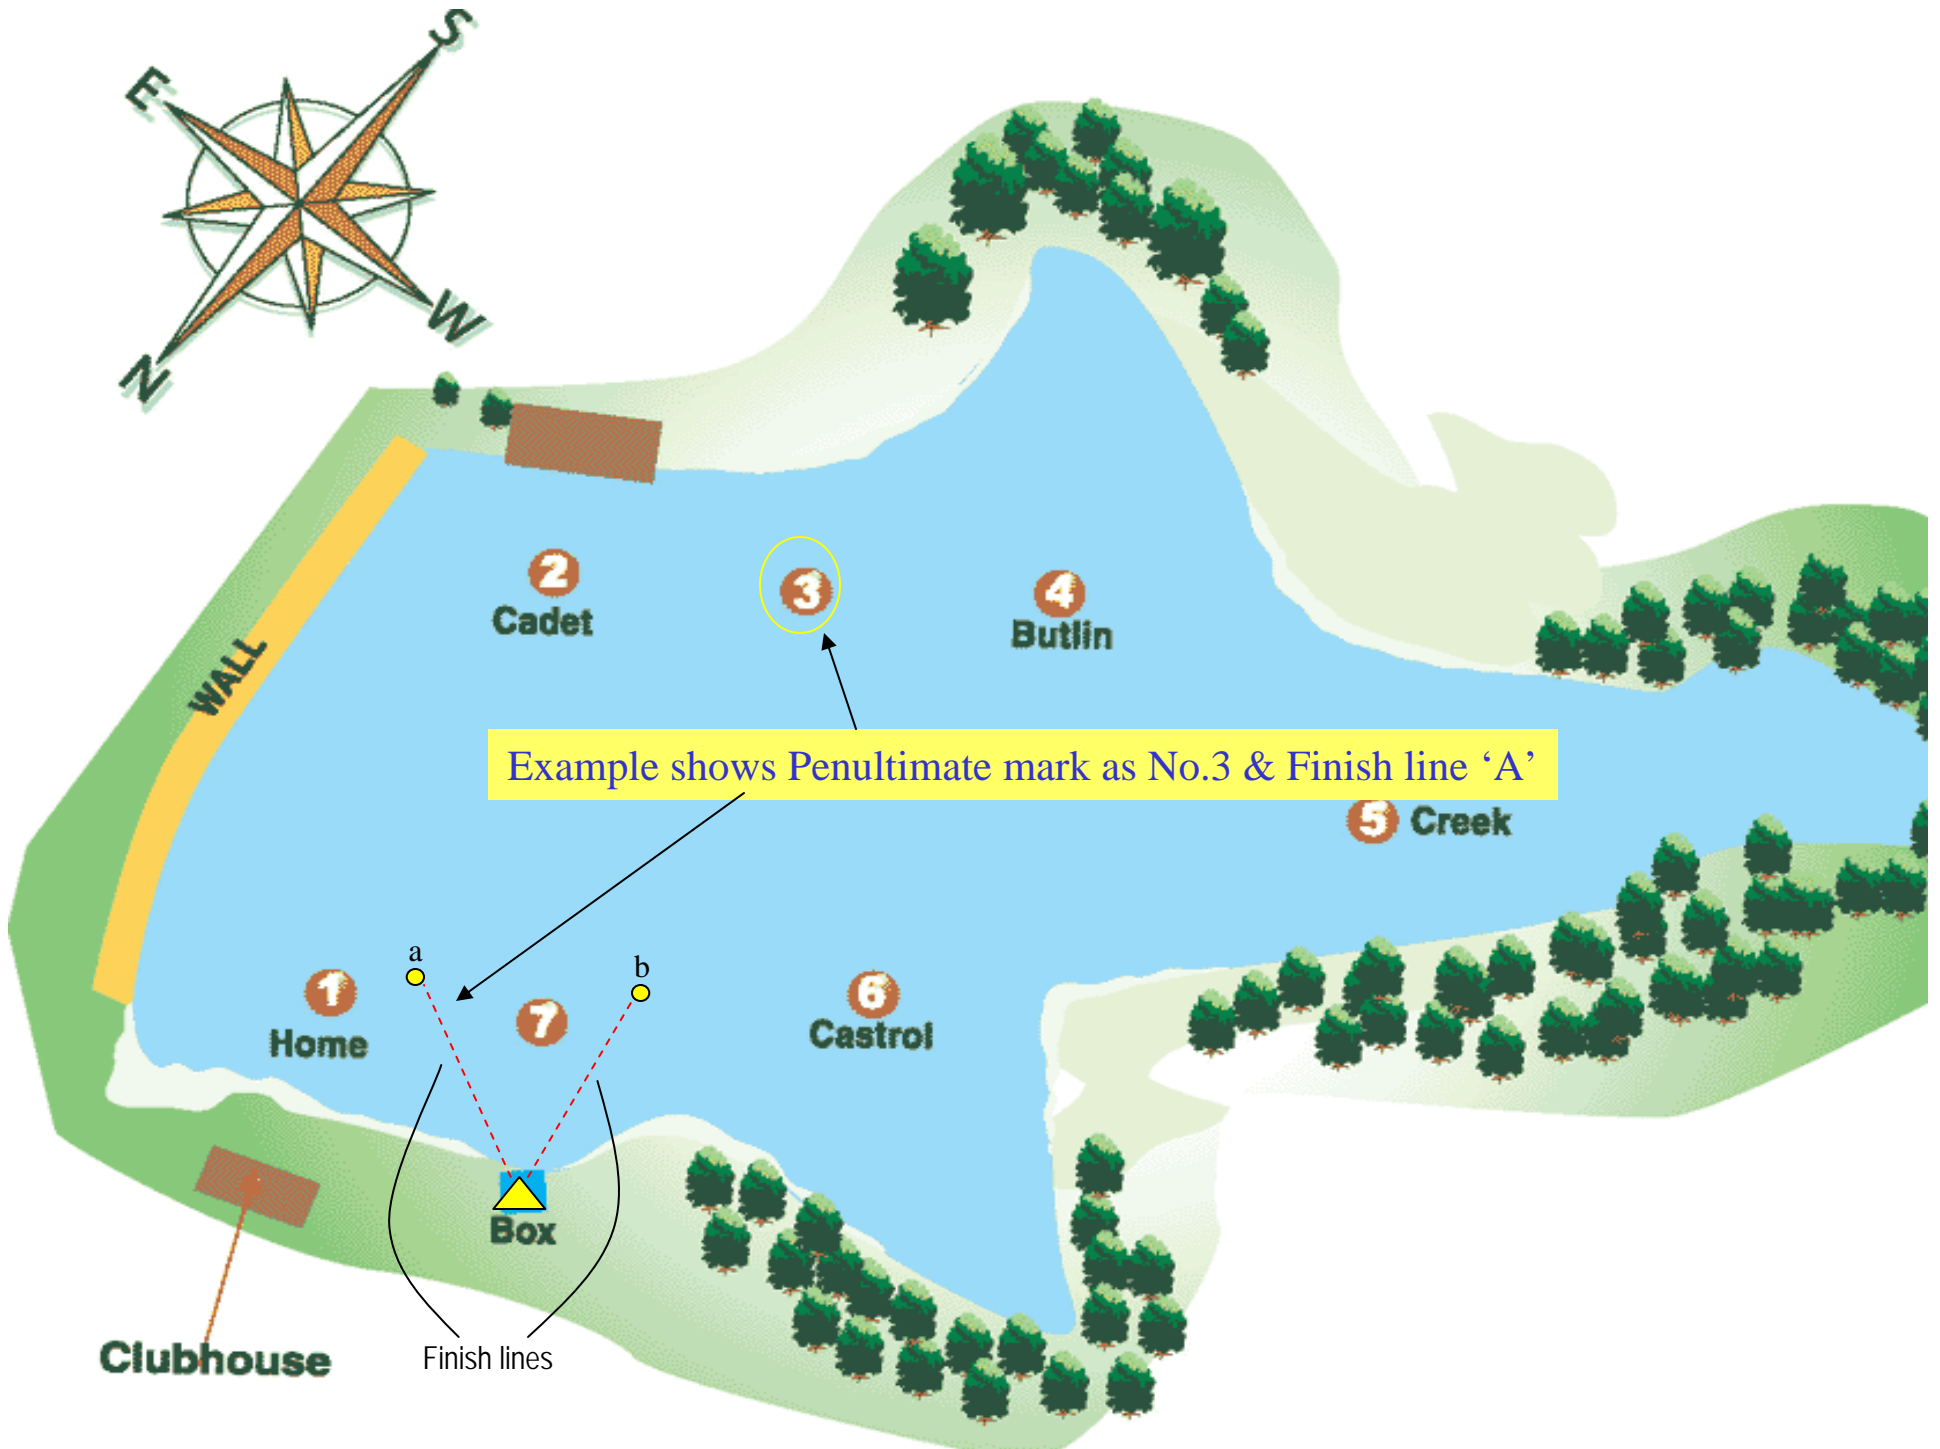 S
E
W
N
2
Cadet
3
4
Butlin
WALL
Example shows Penultimate mark as No.3 & Finish line ‘A’
5 Creek
a
b
1
Home
7
6
Castrol
Box
Clubhouse
Finish lines